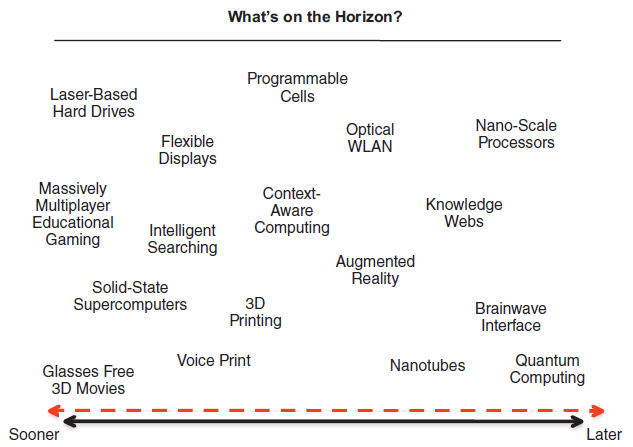 What's on the Horizon?
Programmable
Cells
Laser-Based
Hard Drives
Optical
WLAN
Nano-Scale
Processors
Flexible
Displays
Massively
Multiplayer
Educational
Gaming
Context-
Aware
Computing
Knowledge
Webs
Intelligent
Searching
Augmented
Reality
Solid-State
Supercomputers
3D
Printing
Brainwave
Interface
Glasses Free
3D Movies
Voice Print
Nanotubes
Quantum
Computing
Sooner
Later